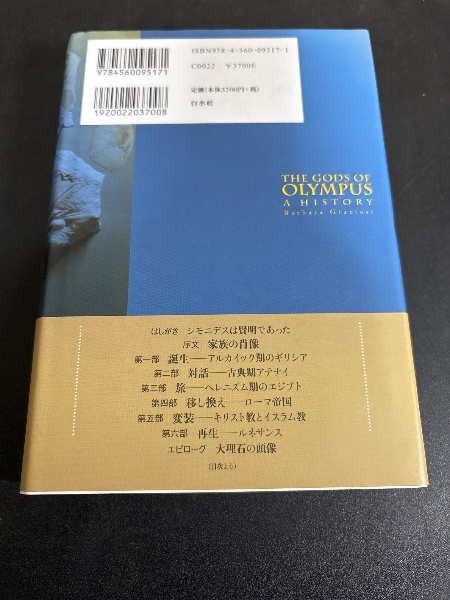 ISBN978-4-560-09517-1
C0022 ¥3700E
定価(本体3700円+税)
白水社
9784560095171
1920022037008
THE GODS OF
OLYMPUS
A HISTORY
Barbara Graziosi
はしがき シモニデスは賢明であった
序文 家族の肖像
第一部 誕生──アルカイック期のギリシア
第二部 対話──古典期アテナイ
第三部 旅──ヘレニズム期のエジプト
第四部 移し換え──ローマ帝国
第五部 変装──キリスト教とイスラム教
第六部 再生──ルネサンス
エピローグ 大理石の頭像
(目次より)